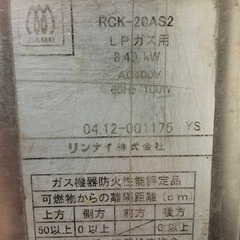 RCK-20AS2
LPガス用
8.40 kW
AC100V
60Hz 100W
04.12-001175 YS
リンナイ株式会社
ガス機器防火性能評定品
可燃物からの離隔距離(cm)
上方 側方 前方 後方
50以上 0以上 0以上